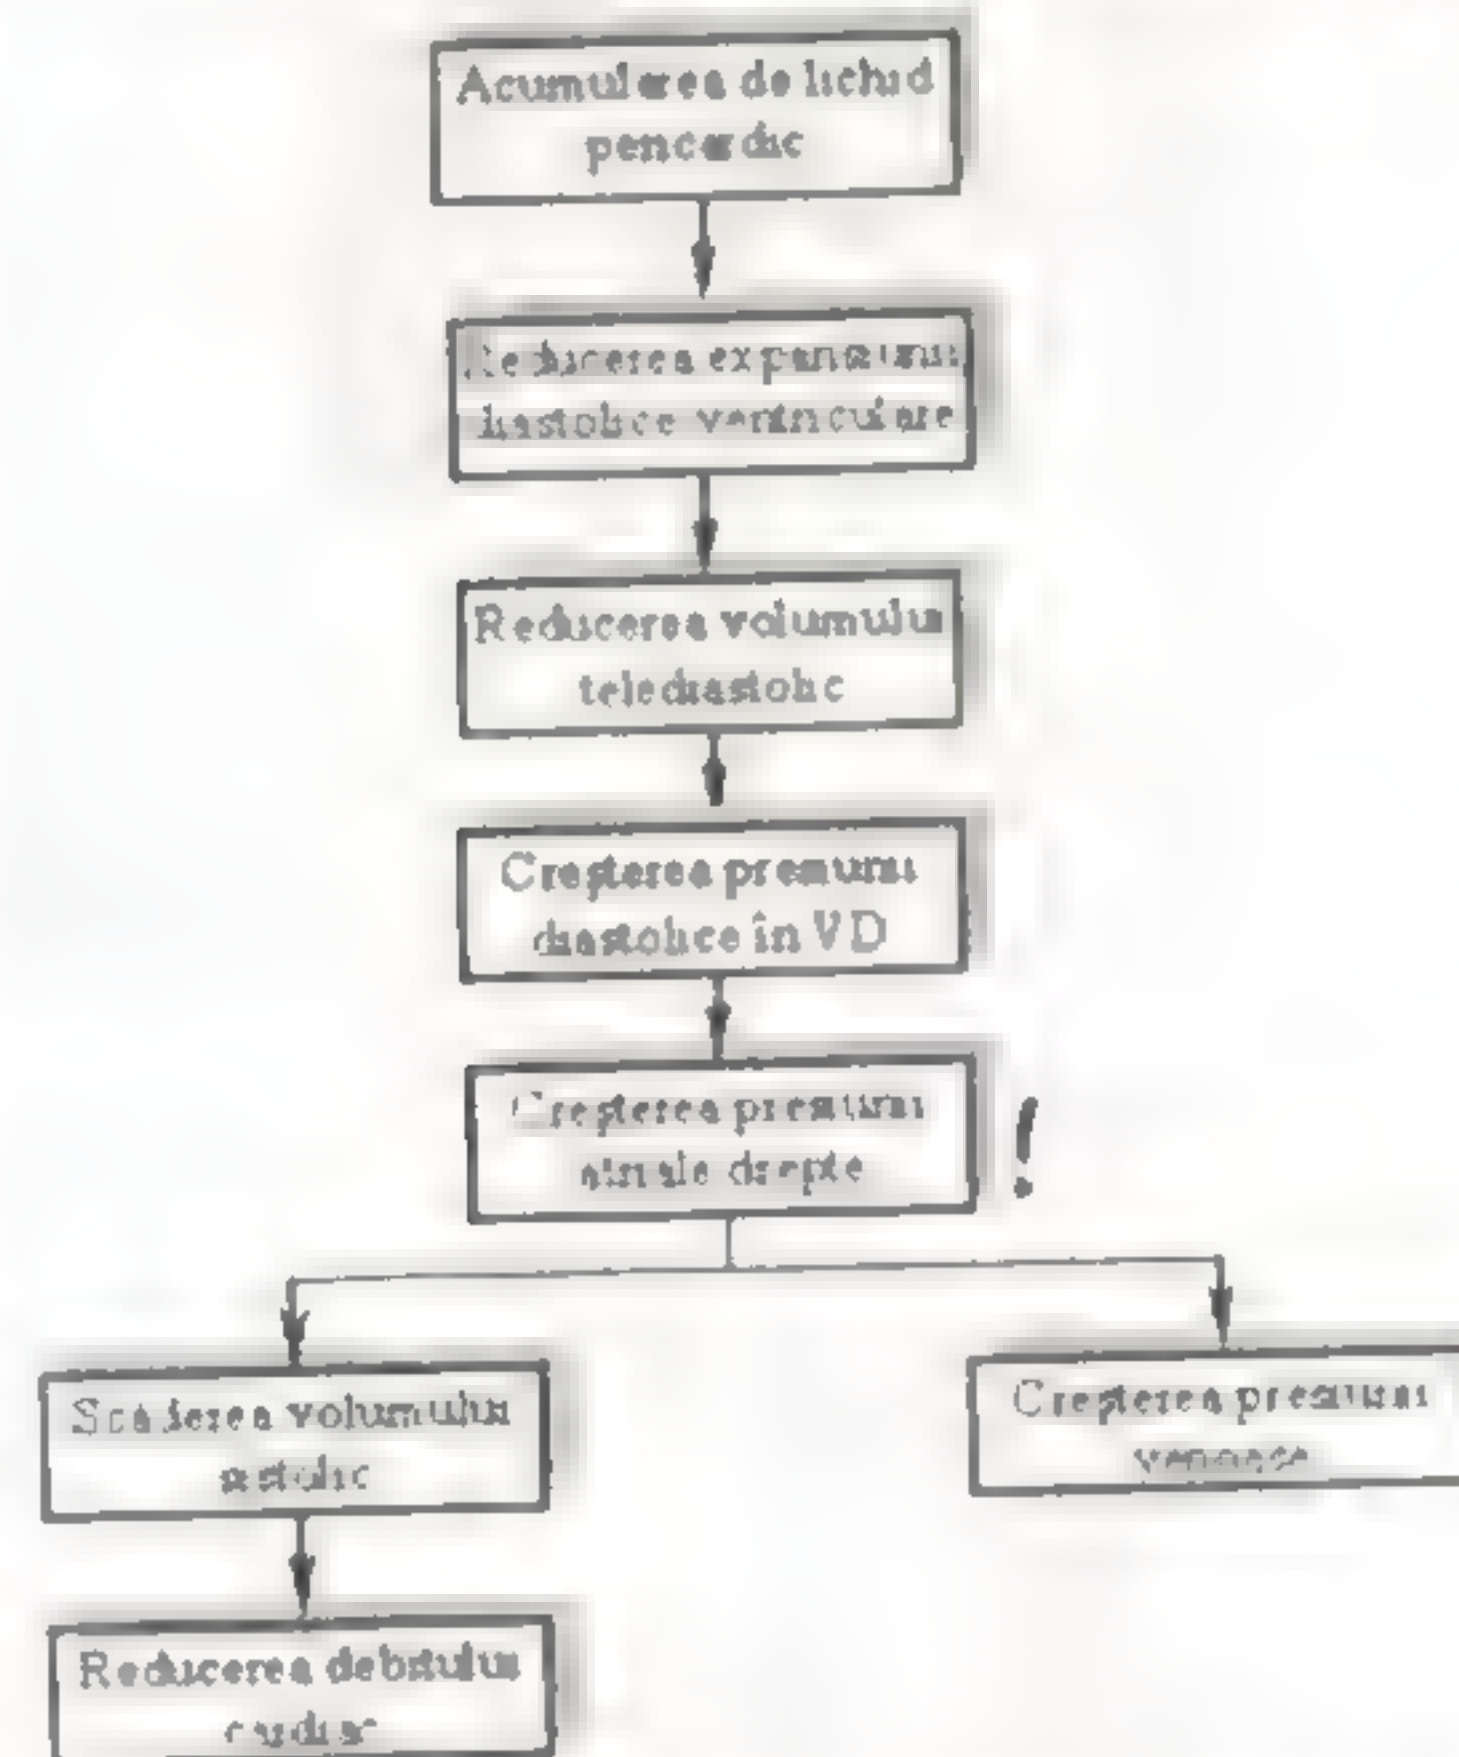 Acumularea de lichid
pericardic
Reducerea expansiunii
diastolice ventriculare
Reducerea volumului
telediastolic
Creşterea presiunii
diastolice în VD
Creşterea presiunii
atriale drepte
!
Scaderea volumului
sistolic
Creşterea presiunii
venoase
Reducerea debitului
cardiac